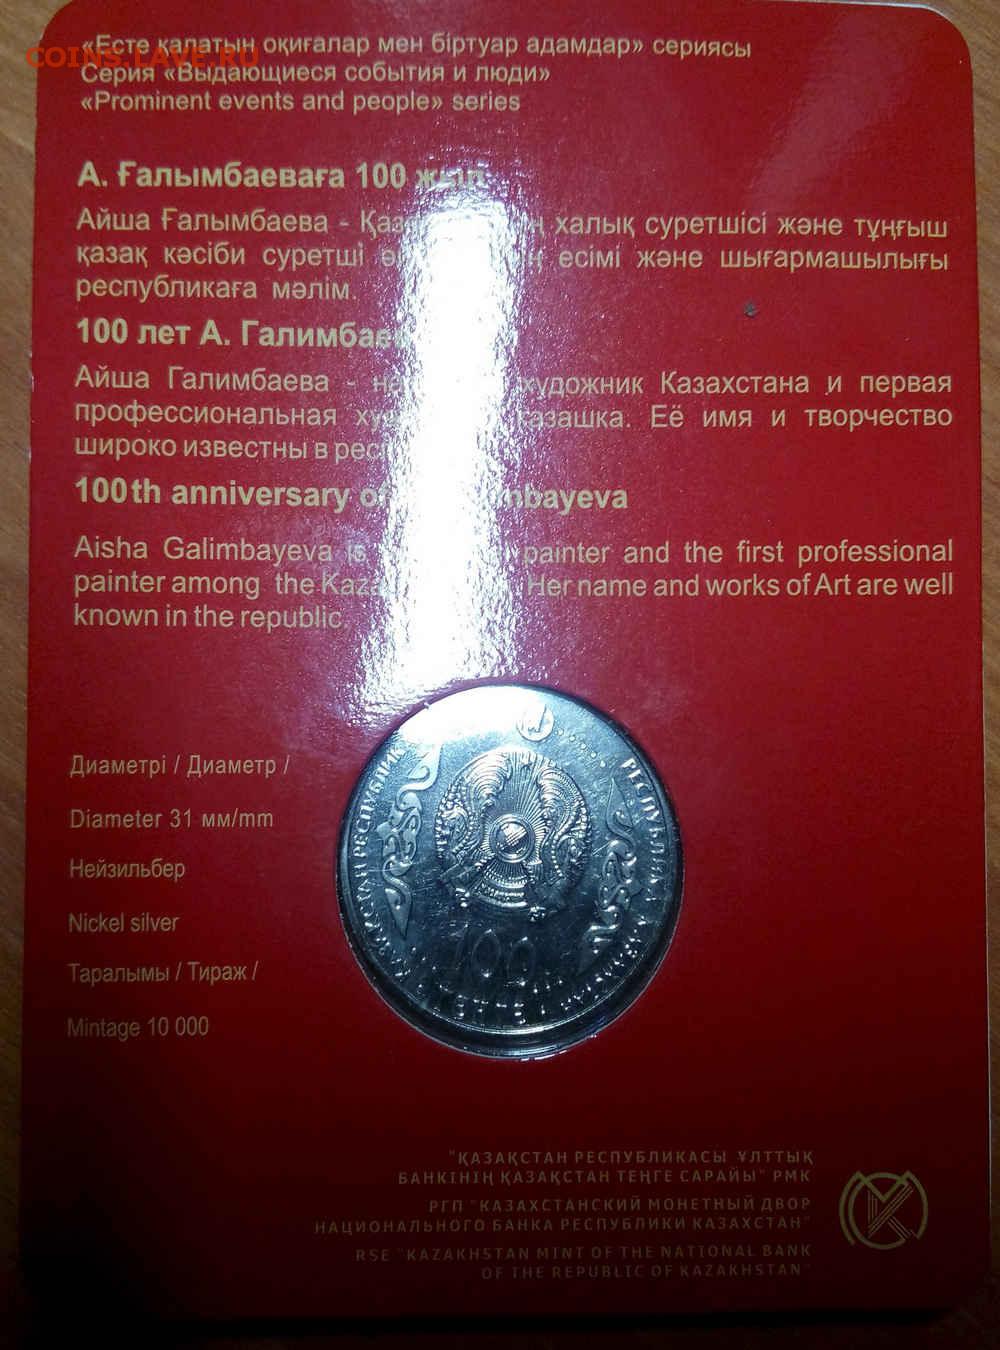 COINS.LAVE.RU
«Есте қалатын оқиғалар мен біртуар адамдар» сериясы
Серия «Выдающиеся события и люди»
«Prominent events and people» series
А. Ғалымбаеваға 100 жыл
Айша Ғалымбаева - халық суретшісі және тұңғыш
қазақ кәсіби суретші есімі және шығармашылығы
республикаға мәлім.
100 лет А. Галимбаевой
Айша Галимбаева - художник Казахстана и первая
профессиональная казашка. Её имя и творчество
широко известны в
100th anniversary of
Aisha Galimbayeva is painter and the first professional
painter among the Her name and works of Art are well
known in the republic.
Диаметрі / Диаметр /
Diameter 31 мм/mm
Нейзильбер
Nickel silver
Таралымы / Тираж /
Mintage 10 000
ҚАЗАҚСТАН РЕСПУБЛИКАСЫ
РЕСПУБЛИКА КАЗАХСТАН
100
ТЕҢГЕ
"ҚАЗАҚСТАН РЕСПУБЛИКАСЫ ҰЛТТЫҚ
БАНКІНІҢ ҚАЗАҚСТАН ТЕҢГЕ САРАЙЫ" РМК
РГП "КАЗАХСТАНСКИЙ МОНЕТНЫЙ ДВОР
НАЦИОНАЛЬНОГО БАНКА РЕСПУБЛИКИ КАЗАХСТАН"
RSE "KAZAKHSTAN MINT OF THE NATIONAL BANK
OF THE REPUBLIC OF KAZAKHSTAN"